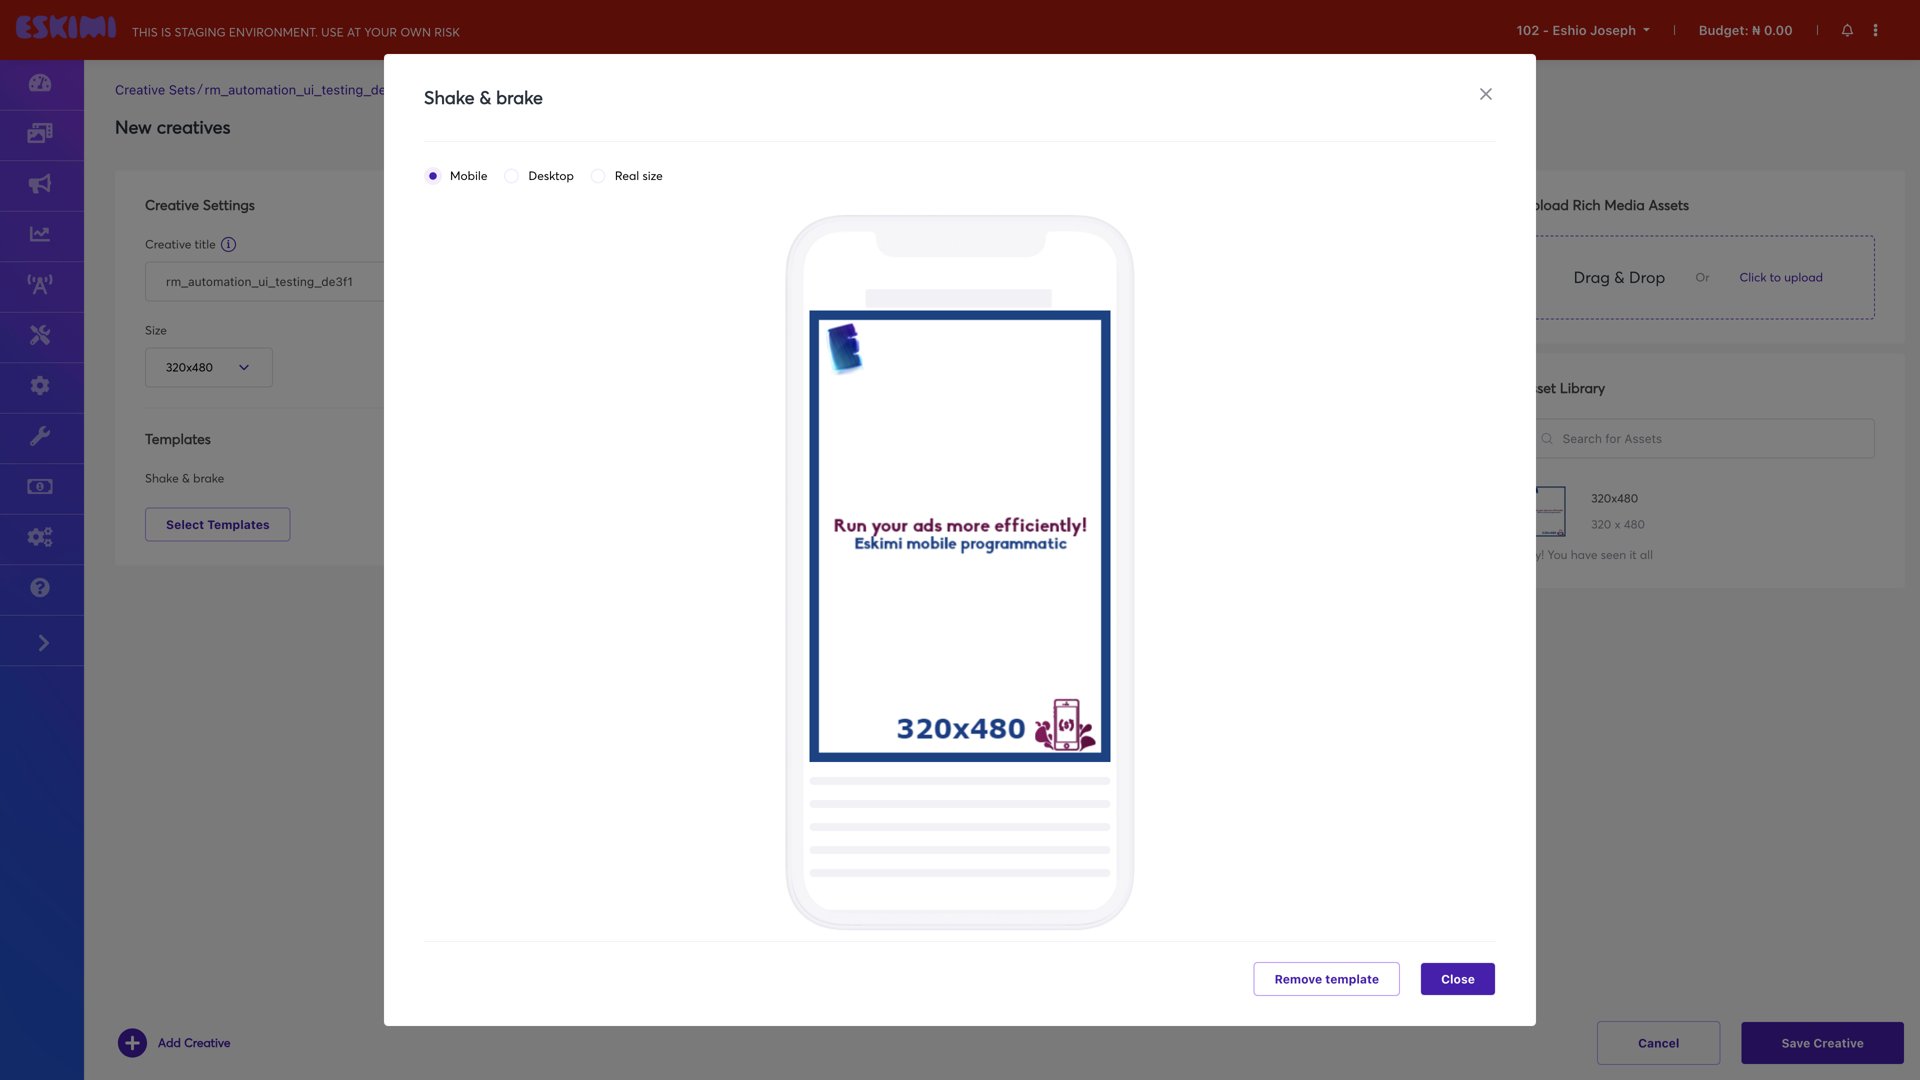 ESKIMI
THIS IS STAGING ENVIRONMENT. USE AT YOUR OWN RISK
102 - Eshio Joseph
Budget: ₦ 0.00
Creative Sets/rm_automation_ui_testing_de
New creatives
Creative Settings
Creative title
rm_automation_ui_testing_de3f1
Size
320x480
Templates
Shake & brake
Select Templates
Add Creative
Shake & brake
Mobile
Desktop
Real size
Run your ads more efficiently!
Eskimi mobile programmatic
320x480
Remove template
Close
pload Rich Media Assets
Drag & Drop
Or
Click to upload
sset Library
Search for Assets
320x480
320 x 480
y! You have seen it all
Cancel
Save Creative